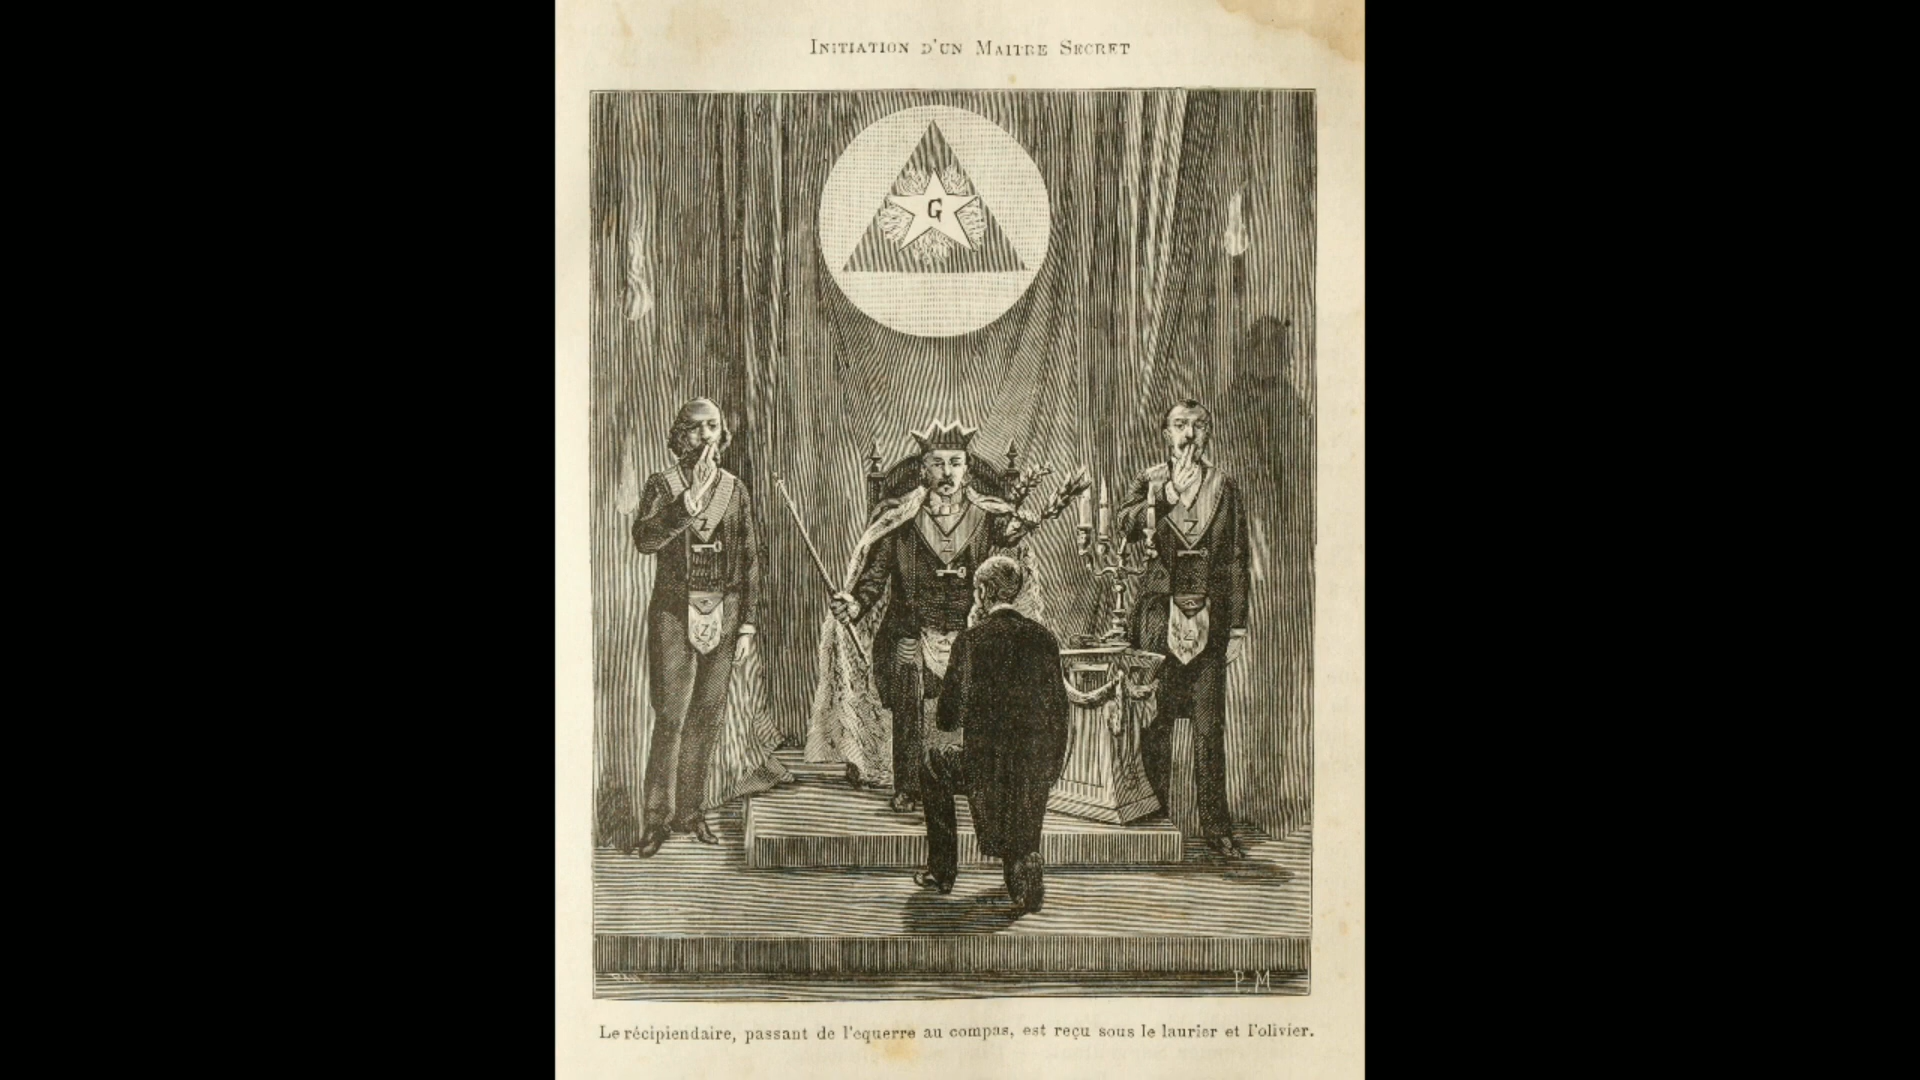 INITIATION D'UN MAITRE SECRET
G
Z
Z
Z
Z
Z
P. M
Le récipiendaire, passant de l'equerre au compas, est reçu sous le laurier et l'olivier.